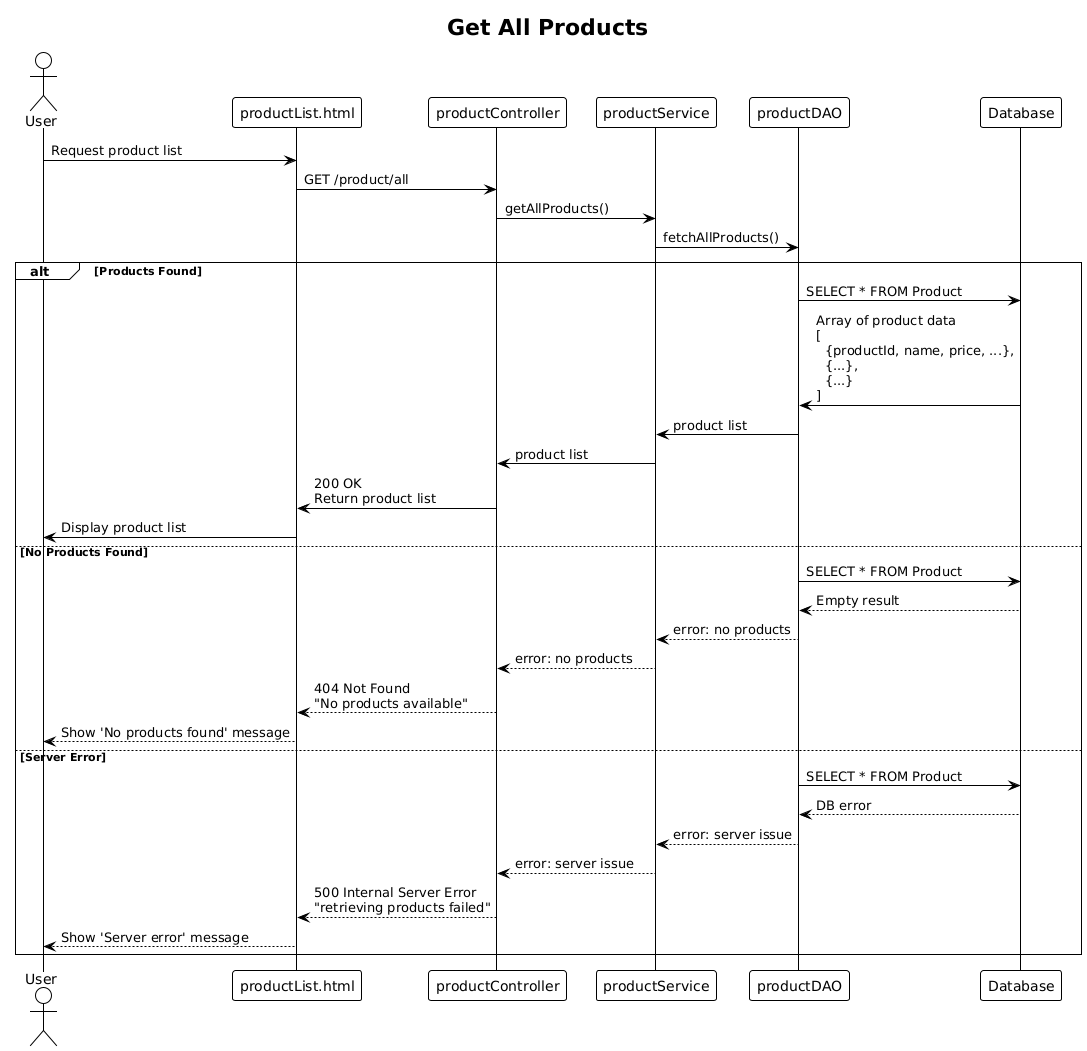 Get All Products
User
productList.html
productController
productService
productDAO
Database
Request product list
GET /product/all
getAllProducts()
fetchAllProducts()
alt
[Products Found]
SELECT * FROM Product
Array of product data
[
{productId, name, price, ...},
{...},
{...}
]
product list
product list
200 OK
Return product list
Display product list
[No Products Found]
SELECT * FROM Product
Empty result
error: no products
error: no products
404 Not Found
"No products available"
Show 'No products found' message
[Server Error]
SELECT * FROM Product
DB error
error: server issue
error: server issue
500 Internal Server Error
"retrieving products failed"
Show 'Server error' message
User
productList.html
productController
productService
productDAO
Database